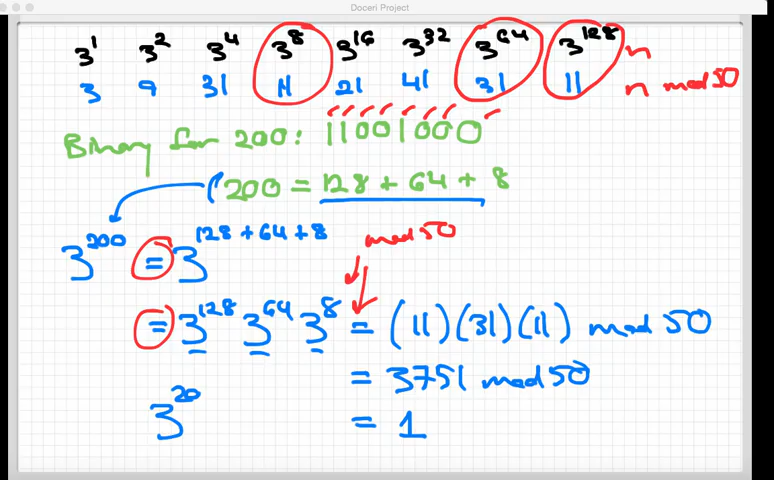 Doceri Project
3^1 3^2 3^4 3^8 3^16 3^32 3^64 3^128 n
3 9 31 11 21 41 31 11 n mod 50
Binary for 200: 11001000
200 = 128 + 64 + 8
3^200 = 3^128+64+8 mod 50
= 3^128 3^64 3^8 = (11)(31)(11) mod 50
= 3751 mod 50
3^20 = 1